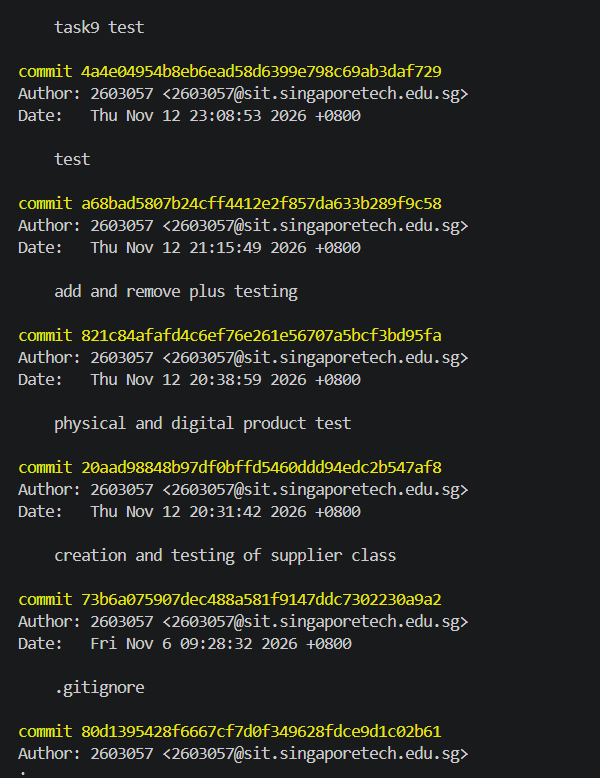 task9 test
commit 4a4e04954b8eb6ead58d6399e798c69ab3daf729
Author: 2603057 <2603057@sit.singaporetech.edu.sg>
Date:   Thu Nov 12 23:08:53 2026 +0800
test
commit a68bad5807b24cff4412e2f857da633b289f9c58
Author: 2603057 <2603057@sit.singaporetech.edu.sg>
Date:   Thu Nov 12 21:15:49 2026 +0800
add and remove plus testing
commit 821c84afafd4c6ef76e261e56707a5bcf3bd95fa
Author: 2603057 <2603057@sit.singaporetech.edu.sg>
Date:   Thu Nov 12 20:38:59 2026 +0800
physical and digital product test
commit 20aad98848b97df0bffd5460ddd94edc2b547af8
Author: 2603057 <2603057@sit.singaporetech.edu.sg>
Date:   Thu Nov 12 20:31:42 2026 +0800
creation and testing of supplier class
commit 73b6a075907dec488a581f9147ddc7302230a9a2
Author: 2603057 <2603057@sit.singaporetech.edu.sg>
Date:   Fri Nov 6 09:28:32 2026 +0800
.gitignore
commit 80d1395428f6667cf7d0f349628fdce9d1c02b61
Author: 2603057 <2603057@sit.singaporetech.edu.sg>
: